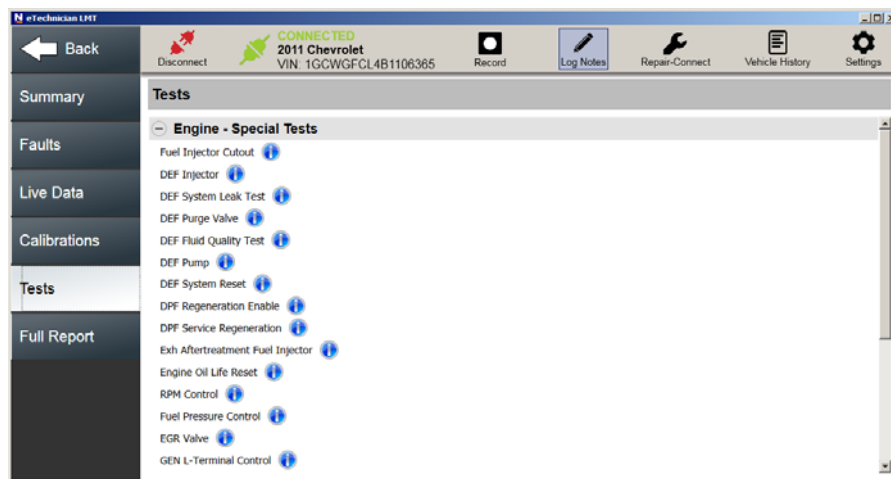 eTechnician LMT
Back
Disconnect
CONNECTED
2011 Chevrolet
VIN: 1GCWGFCL4B1106365
Record
Log Notes
Repair-Connect
Vehicle History
Settings
Summary
Faults
Live Data
Calibrations
Tests
Full Report
Tests
Engine - Special Tests
Fuel Injector Cutout
DEF Injector
DEF System Leak Test
DEF Purge Valve
DEF Fluid Quality Test
DEF Pump
DEF System Reset
DPF Regeneration Enable
DPF Service Regeneration
Exh Aftertreatment Fuel Injector
Engine Oil Life Reset
RPM Control
Fuel Pressure Control
EGR Valve
GEN L-Terminal Control